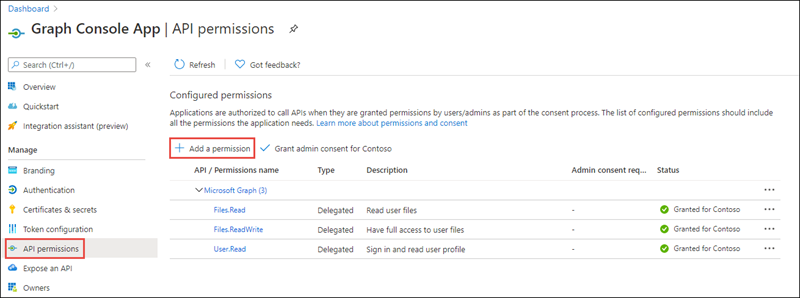 Dashboard >
Graph Console App | API permissions
Search (Ctrl+/)
«
Refresh
Got feedback?
Overview
Quickstart
Integration assistant (preview)
Manage
Branding
Authentication
Certificates & secrets
Token configuration
API permissions
Expose an API
Owners
Configured permissions
Applications are authorized to call APIs when they are granted permissions by users/admins as part of the consent process. The list of configured permissions should include
all the permissions the application needs. Learn more about permissions and consent
+ Add a permission
Grant admin consent for Contoso
API / Permissions name Type Description Admin consent req... Status
Microsoft Graph (3) ...
Files.Read Delegated Read user files - Granted for Contoso ...
Files.ReadWrite Delegated Have full access to user files - Granted for Contoso ...
User.Read Delegated Sign in and read user profile - Granted for Contoso ...